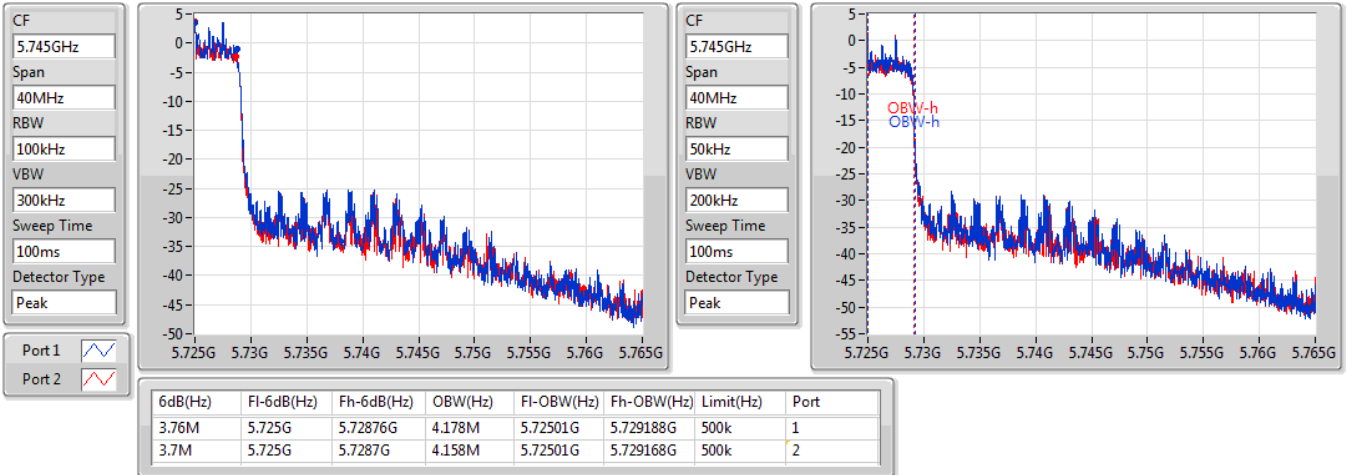 CF
5.745GHz
Span
40MHz
RBW
100kHz
VBW
300kHz
Sweep Time
100ms
Detector Type
Peak
Port 1
Port 2
5
0
-5
-10
-15
-20
-25
-30
-35
-40
-45
-50
5.725G 5.73G 5.735G 5.74G 5.745G 5.75G 5.755G 5.76G 5.765G
CF
5.745GHz
Span
40MHz
RBW
50kHz
VBW
200kHz
Sweep Time
100ms
Detector Type
Peak
5
0
-5
-10
-15
-20
-25
-30
-35
-40
-45
-50
-55
OBW-h
OBW-h
5.725G 5.73G 5.735G 5.74G 5.745G 5.75G 5.755G 5.76G 5.765G
6dB(Hz) Fl-6dB(Hz) Fh-6dB(Hz) OBW(Hz) Fl-OBW(Hz) Fh-OBW(Hz) Limit(Hz) Port
3.76M 5.725G 5.72876G 4.178M 5.72501G 5.729188G 500k 1
3.7M 5.725G 5.7287G 4.158M 5.72501G 5.729168G 500k 2